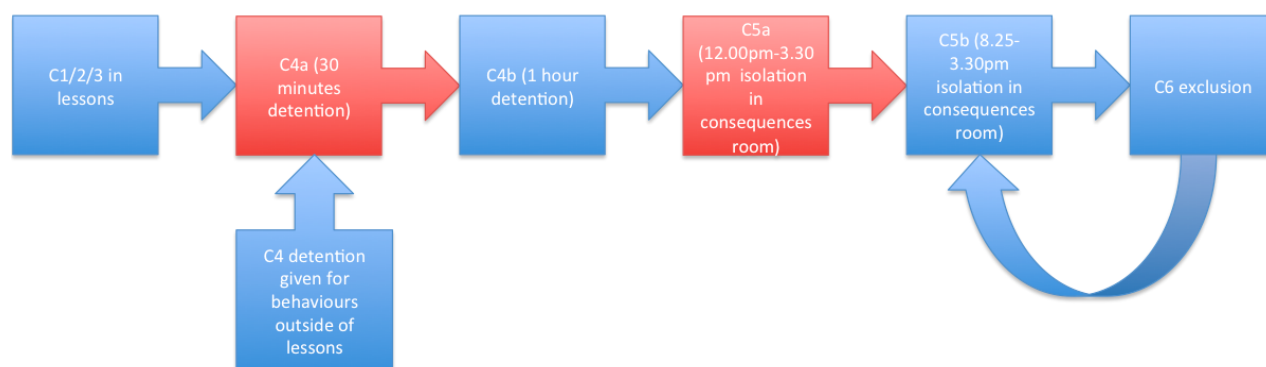 C1/2/3 in
lessons
C4a (30
minutes
detention)
C4b (1 hour
detention)
C5a
(12.00pm-3.30
pm  isolation
in
consequences
room)
C5b (8.25-
3.30pm
isolation in
consequences
room)
C6 exclusion
C4 detention
given for
behaviours
outside of
lessons